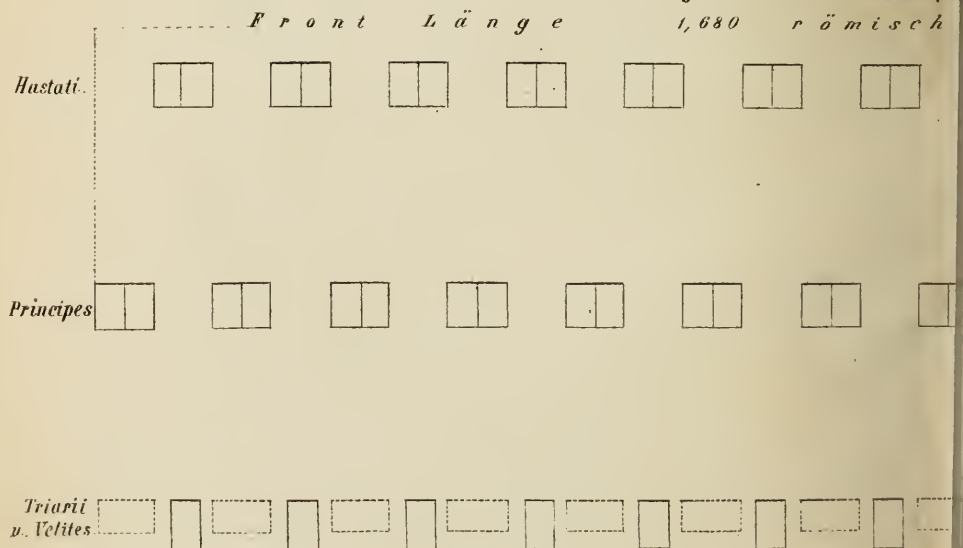 Front Länge 1,680 römisch
Hastati.
Principes
Triarii
u. Velites